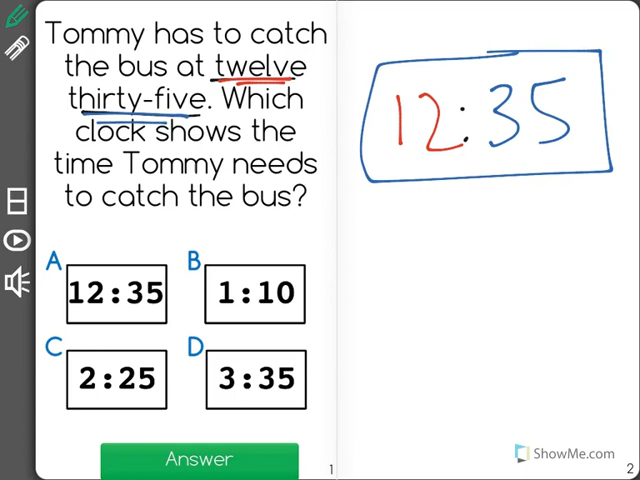 Tommy has to catch
the bus at twelve
thirty-five. Which
clock shows the
time Tommy needs
to catch the bus?
12:35
A
12:35
B
1:10
C
2:25
D
3:35
Answer
1
ShowMe.com
2